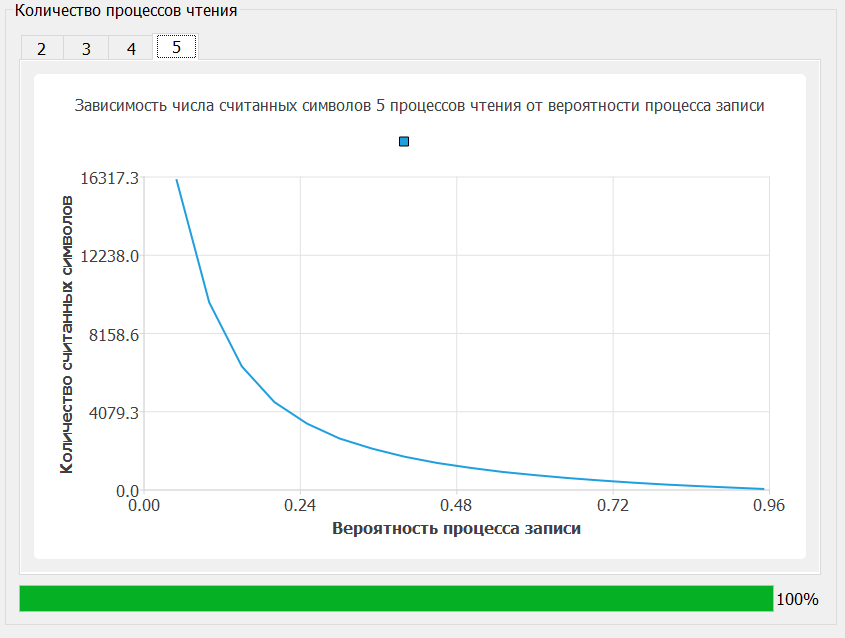 Количество процессов чтения
2 3 4 5
Зависимость числа считанных символов 5 процессов чтения от вероятности процесса записи
16317.3
12238.0
8158.6
4079.3
0.0
Количество считанных символов
0.00 0.24 0.48 0.72 0.96
Вероятность процесса записи
100%